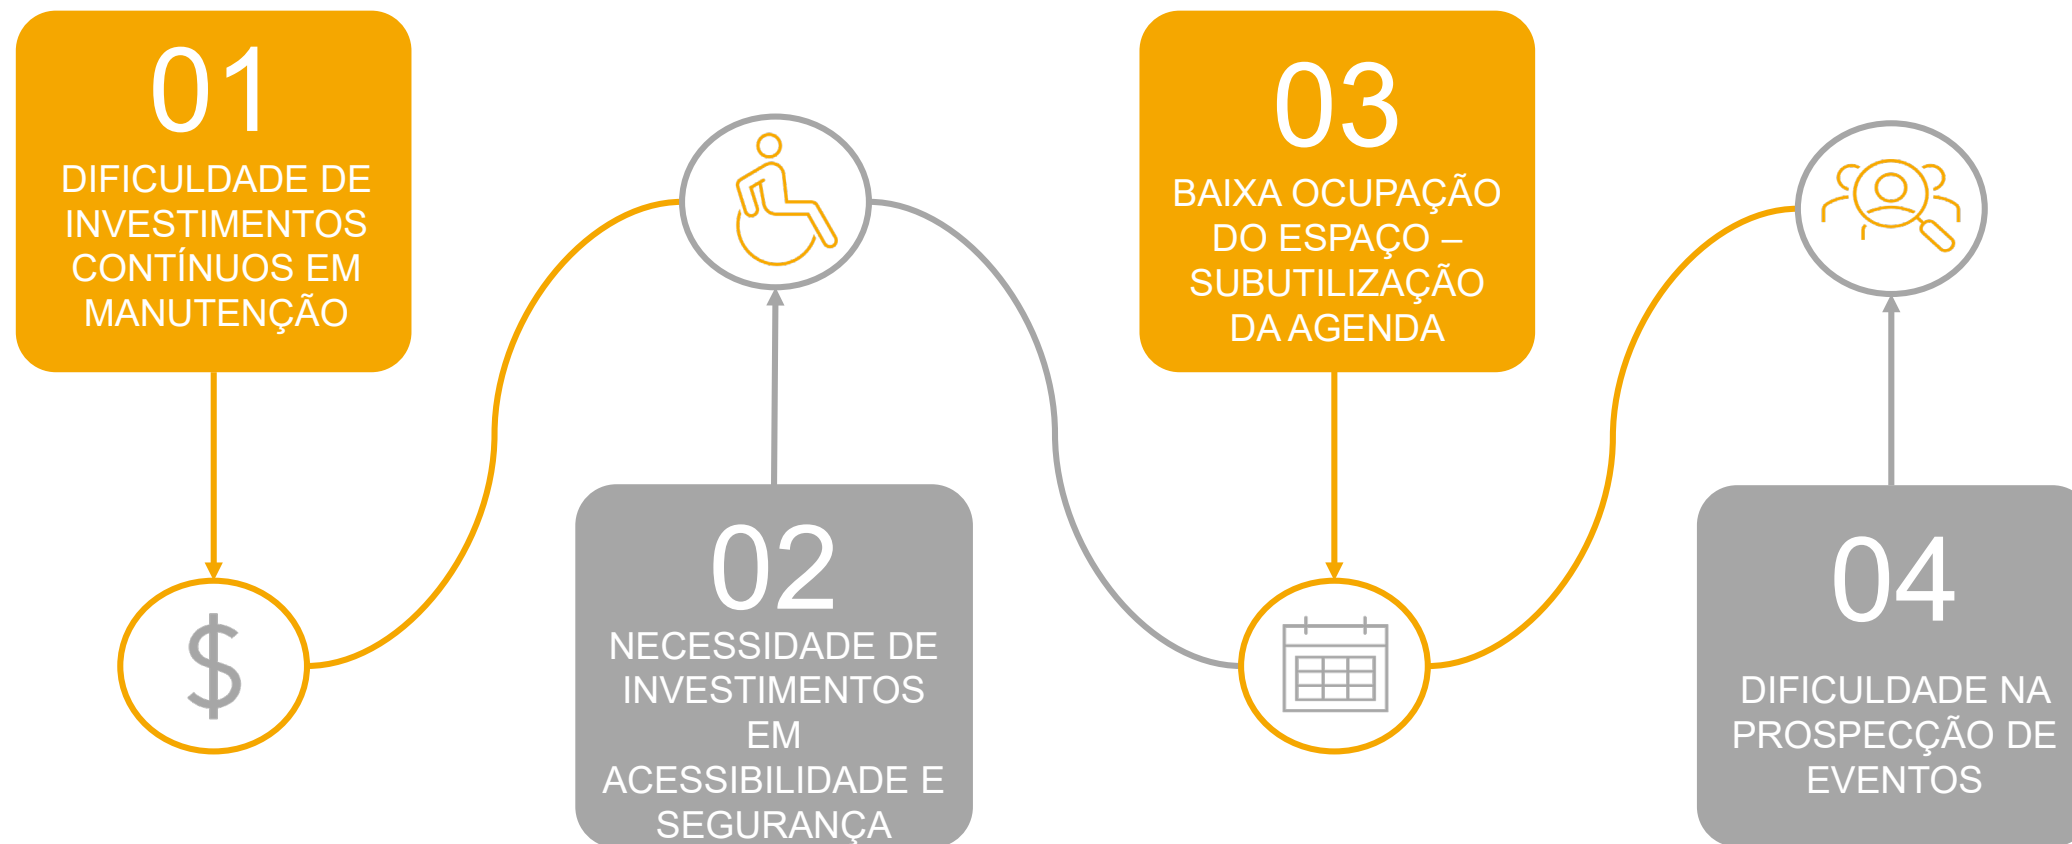 01
DIFICULDADE DE
INVESTIMENTOS
CONTÍNUOS EM
MANUTENÇÃO
02
NECESSIDADE DE
INVESTIMENTOS
EM
ACESSIBILIDADE E
SEGURANÇA
03
BAIXA OCUPAÇÃO
DO ESPAÇO –
SUBUTILIZAÇÃO
DA AGENDA
04
DIFICULDADE NA
PROSPECÇÃO DE
EVENTOS
$